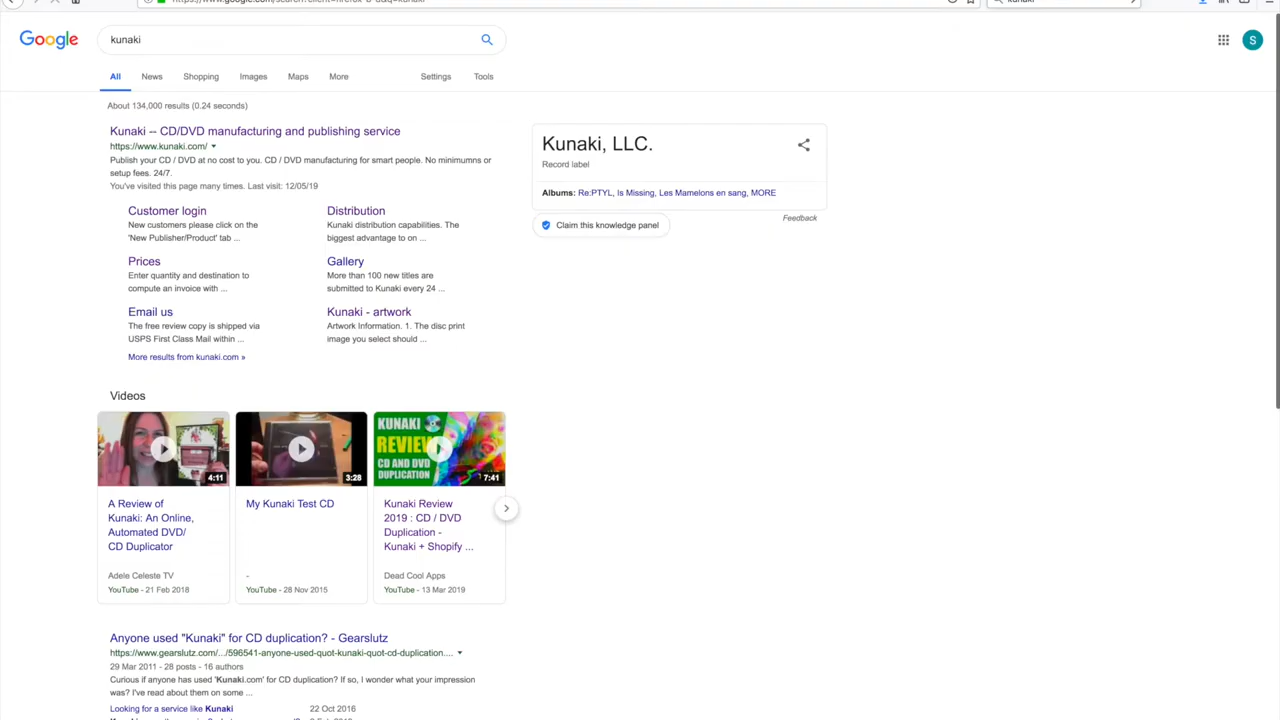 Google
kunaki
S
All
News
Shopping
Images
Maps
More
Settings
Tools
About 134,000 results (0.24 seconds)
Kunaki -- CD/DVD manufacturing and publishing service
https://www.kunaki.com/
Publish your CD / DVD at no cost to you. CD / DVD manufacturing for smart people. No minimums or
setup fees. 24/7.
You've visited this page many times. Last visit: 12/05/19
Customer login
New customers please click on the
'New Publisher/Product' tab ...
Distribution
Kunaki distribution capabilities. The
biggest advantage to on ...
Prices
Enter quantity and destination to
compute an invoice with ...
Gallery
More than 100 new titles are
submitted to Kunaki every 24 ...
Email us
The free review copy is shipped via
USPS First Class Mail within ...
Kunaki - artwork
Artwork Information. 1. The disc print
image you select should ...
More results from kunaki.com »
Kunaki, LLC.
Record label
Albums: Re:PTYL, Is Missing, Les Mamelons en sang, MORE
Feedback
Claim this knowledge panel
Videos
4:11
A Review of
Kunaki: An Online,
Automated DVD/
CD Duplicator
Adele Celeste TV
YouTube - 21 Feb 2018
3:28
My Kunaki Test CD
-
YouTube - 28 Nov 2015
KUNAKI
REVIEW
CD AND DVD
DUPLICATION
7:41
Kunaki Review
2019 : CD / DVD
Duplication -
Kunaki + Shopify ...
Dead Cool Apps
YouTube - 13 Mar 2019
Anyone used "Kunaki" for CD duplication? - Gearslutz
https://www.gearslutz.com/.../596541-anyone-used-quot-kunaki-quot-cd-duplication....
29 Mar 2011 - 28 posts - 16 authors
Curious if anyone has used 'Kunaki.com' for CD duplication? If so, I wonder what your impression
was? I've read about them on some ...
Looking for a service like Kunaki
22 Oct 2016